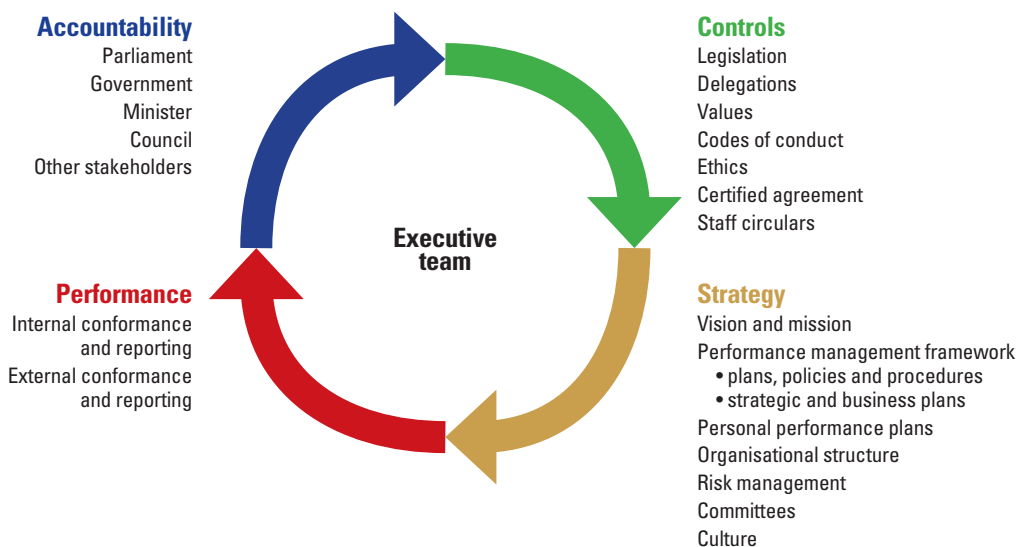 Accountability
Parliament
Government
Minister
Council
Other stakeholders
Controls
Legislation
Delegations
Values
Codes of conduct
Ethics
Certified agreement
Staff circulars
Executive
team
Performance
Internal conformance
and reporting
External conformance
and reporting
Strategy
Vision and mission
Performance management framework
• plans, policies and procedures
• strategic and business plans
Personal performance plans
Organisational structure
Risk management
Committees
Culture